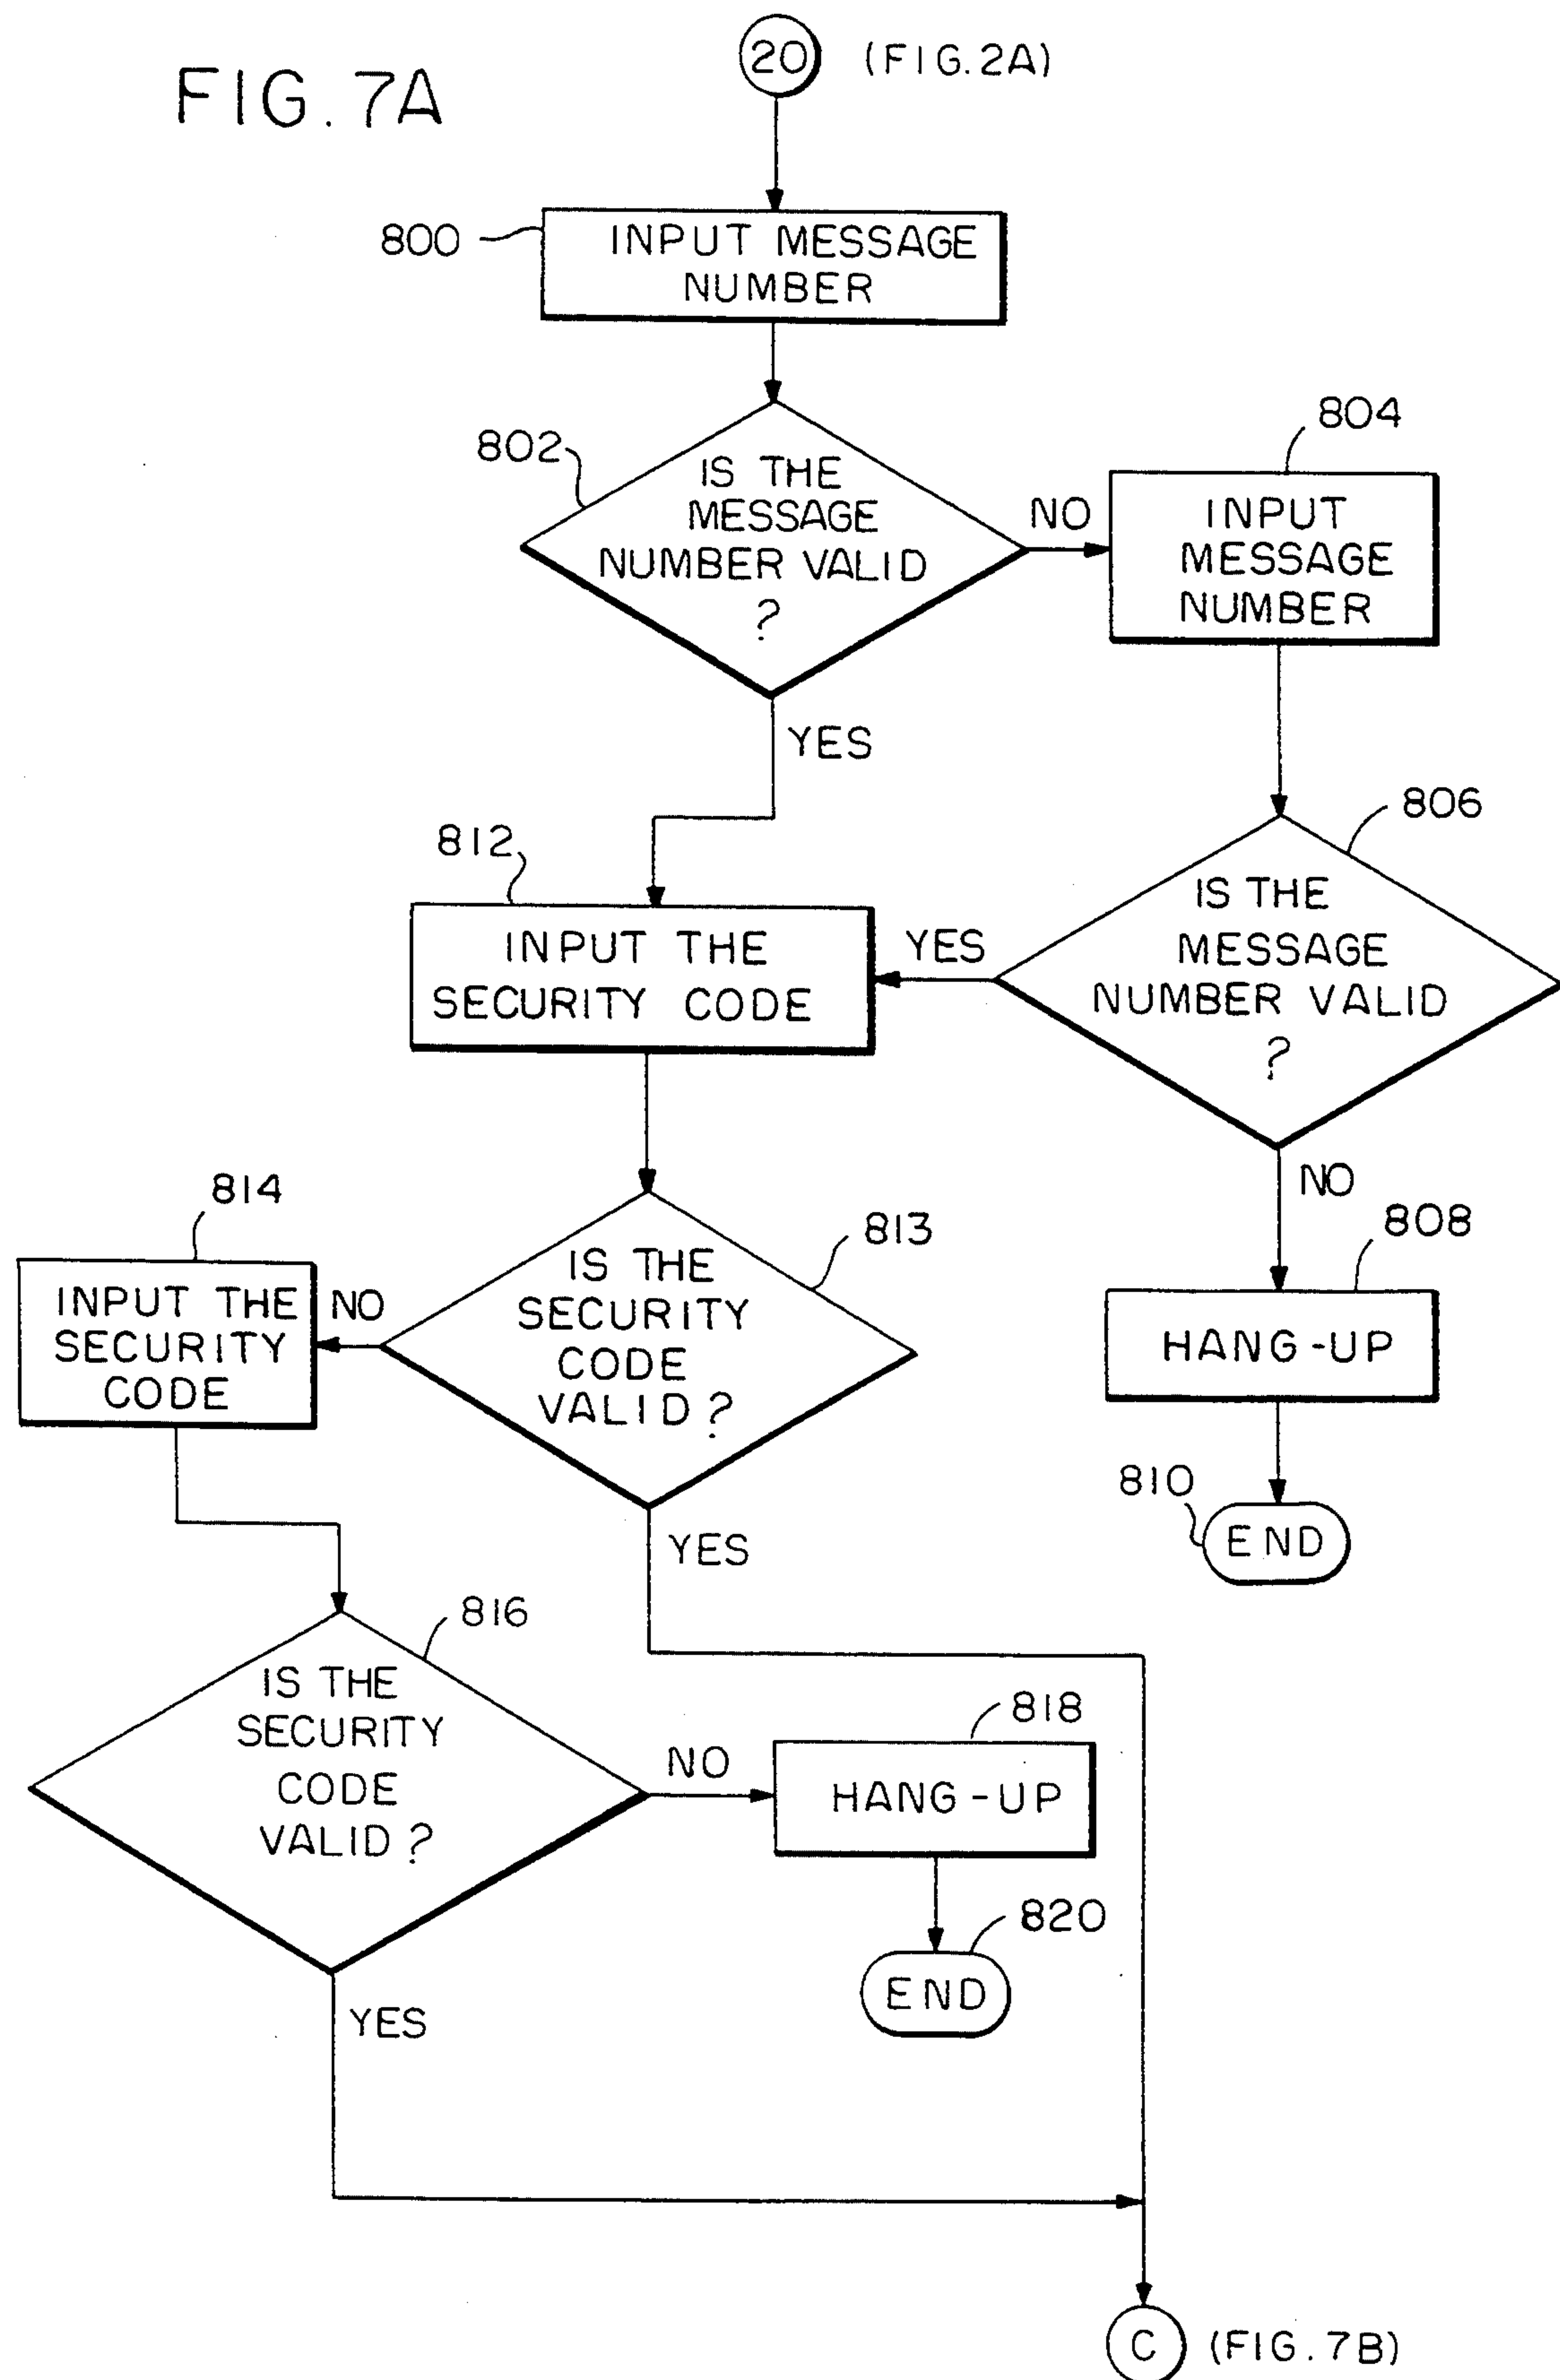 FIG. 7A
20 (FIG. 2A)
800
INPUT MESSAGE
NUMBER
802
IS THE
MESSAGE
NUMBER VALID
?
NO
804
INPUT
MESSAGE
NUMBER
YES
806
IS THE
MESSAGE
NUMBER VALID
?
YES
812
INPUT THE
SECURITY CODE
NO
808
HANG-UP
810
END
813
IS THE
SECURITY
CODE
VALID?
NO
814
INPUT THE
SECURITY
CODE
YES
816
IS THE
SECURITY
CODE
VALID?
NO
818
HANG-UP
820
END
YES
C (FIG. 7B)